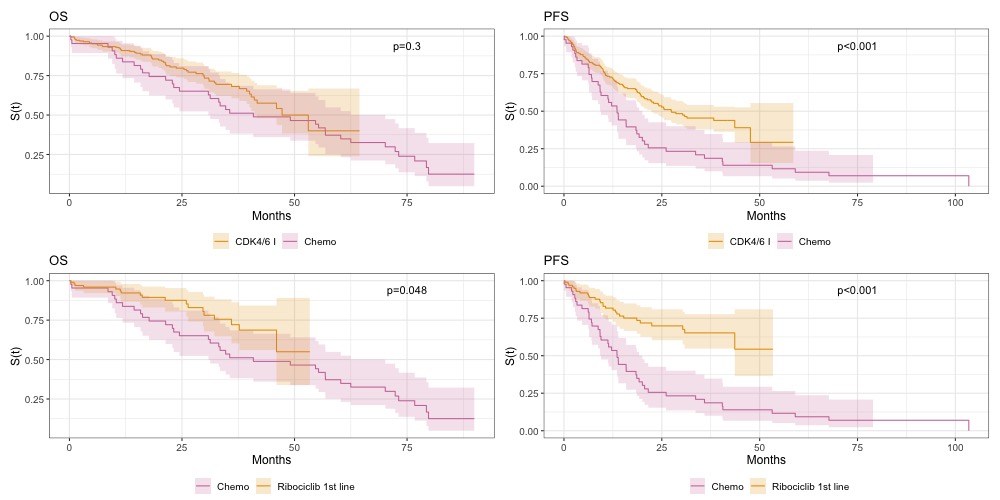 OS
p=0.3
S(t)
1.00
0.75
0.50
0.25
0 25 50 75
Months
CDK4/6 I Chemo
PFS
p<0.001
S(t)
1.00
0.75
0.50
0.25
0.00
0 25 50 75 100
Months
CDK4/6 I Chemo
OS
p=0.048
S(t)
1.00
0.75
0.50
0.25
0 25 50 75
Months
Chemo Ribociclib 1st line
PFS
p<0.001
S(t)
1.00
0.75
0.50
0.25
0.00
0 25 50 75 100
Months
Chemo Ribociclib 1st line